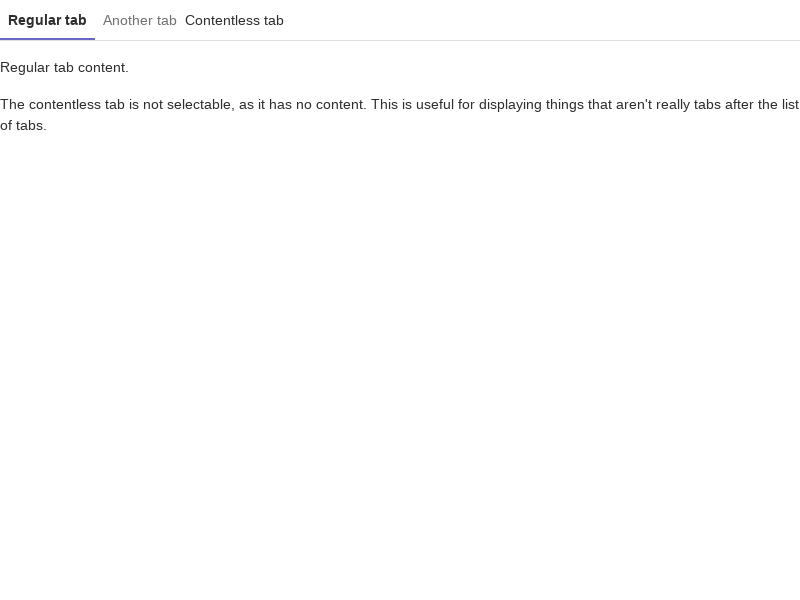 Regular tab Another tab Contentless tab
Regular tab content.
The contentless tab is not selectable, as it has no content. This is useful for displaying things that aren't really tabs after the list
of tabs.